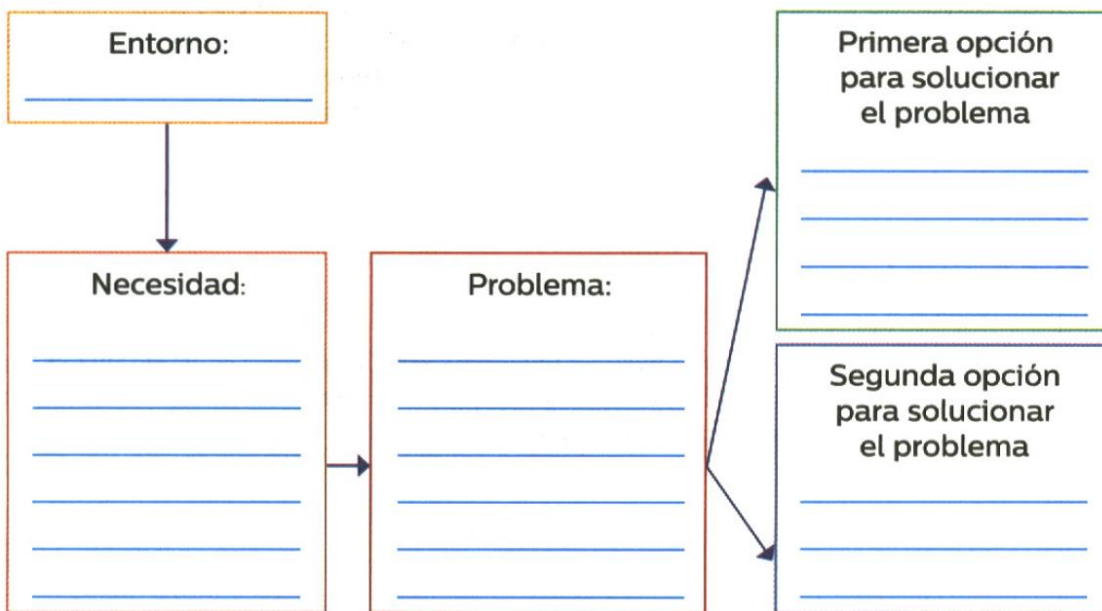 Entorno:
Necesidad:
Problema:
Primera opción
para solucionar
el problema
Segunda opción
para solucionar
el problema